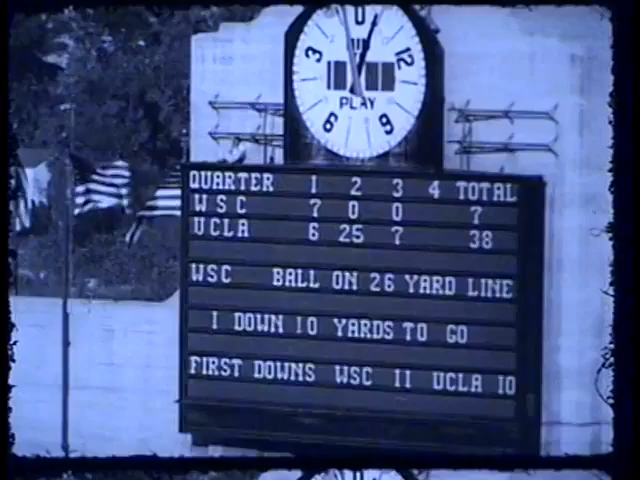 0
3 12
PLAY
6 9
QUARTER 1 2 3 4 TOTAL
WSC 7 0 0 7
UCLA 6 25 7 38
WSC BALL ON 26 YARD LINE
1 DOWN 10 YARDS TO GO
FIRST DOWNS WSC 11 UCLA 10